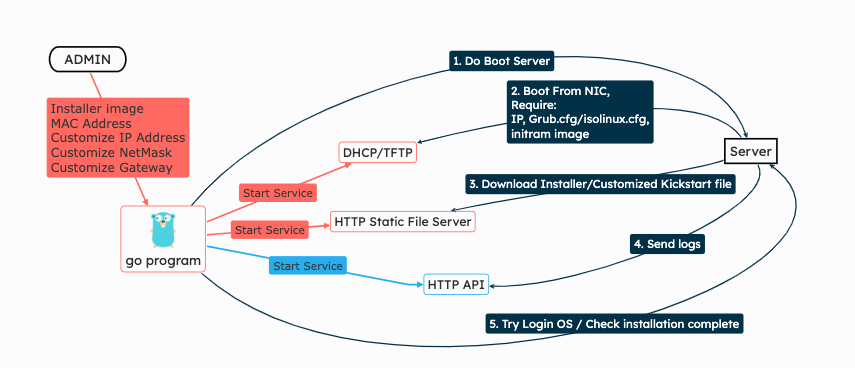 ADMIN
Installer image
MAC Address
Customize IP Address
Customize NetMask
Customize Gateway
go program
Start Service
Start Service
Start Service
DHCP/TFTP
HTTP Static File Server
HTTP API
1. Do Boot Server
2. Boot From NIC,
Require:
IP, Grub.cfg/isolinux.cfg,
initram image
Server
3. Download Installer/Customized Kickstart file
4. Send logs
5. Try Login OS / Check installation complete